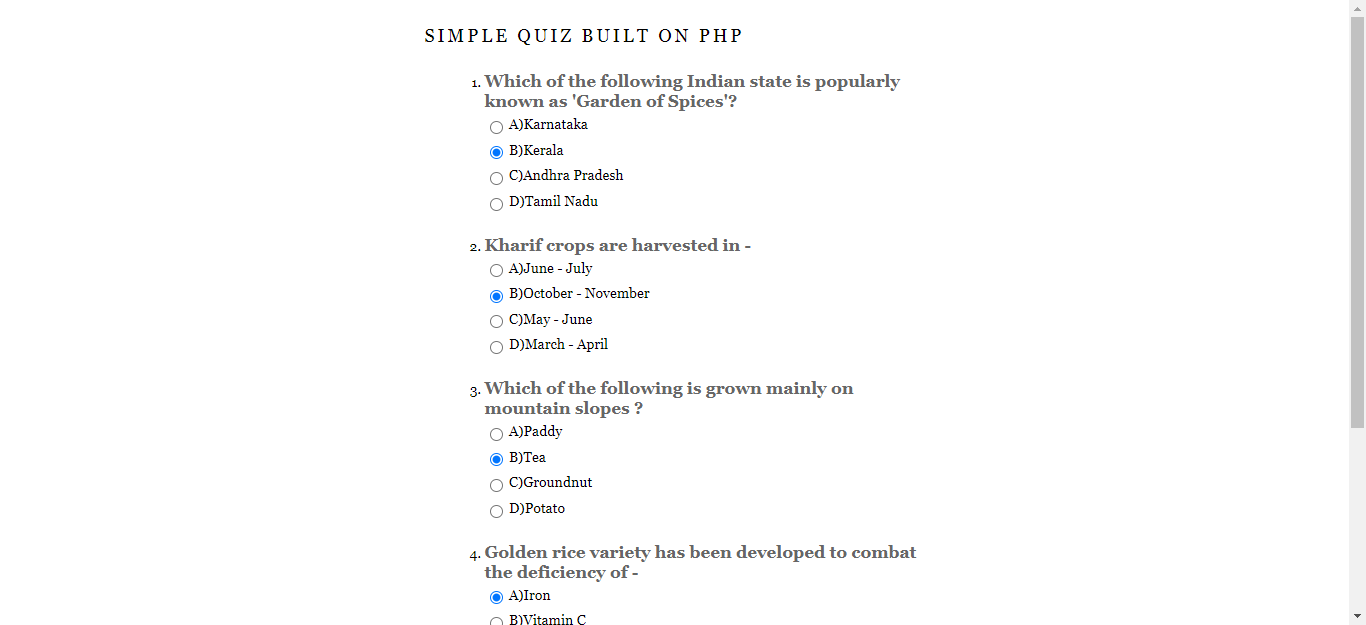 SIMPLE QUIZ BUILT ON PHP
1. Which of the following Indian state is popularly
known as 'Garden of Spices'?
A)Karnataka
B)Kerala
C)Andhra Pradesh
D)Tamil Nadu
2. Kharif crops are harvested in -
A)June - July
B)October - November
C)May - June
D)March - April
3. Which of the following is grown mainly on
mountain slopes ?
A)Paddy
B)Tea
C)Groundnut
D)Potato
4. Golden rice variety has been developed to combat
the deficiency of -
A)Iron
B)Vitamin C